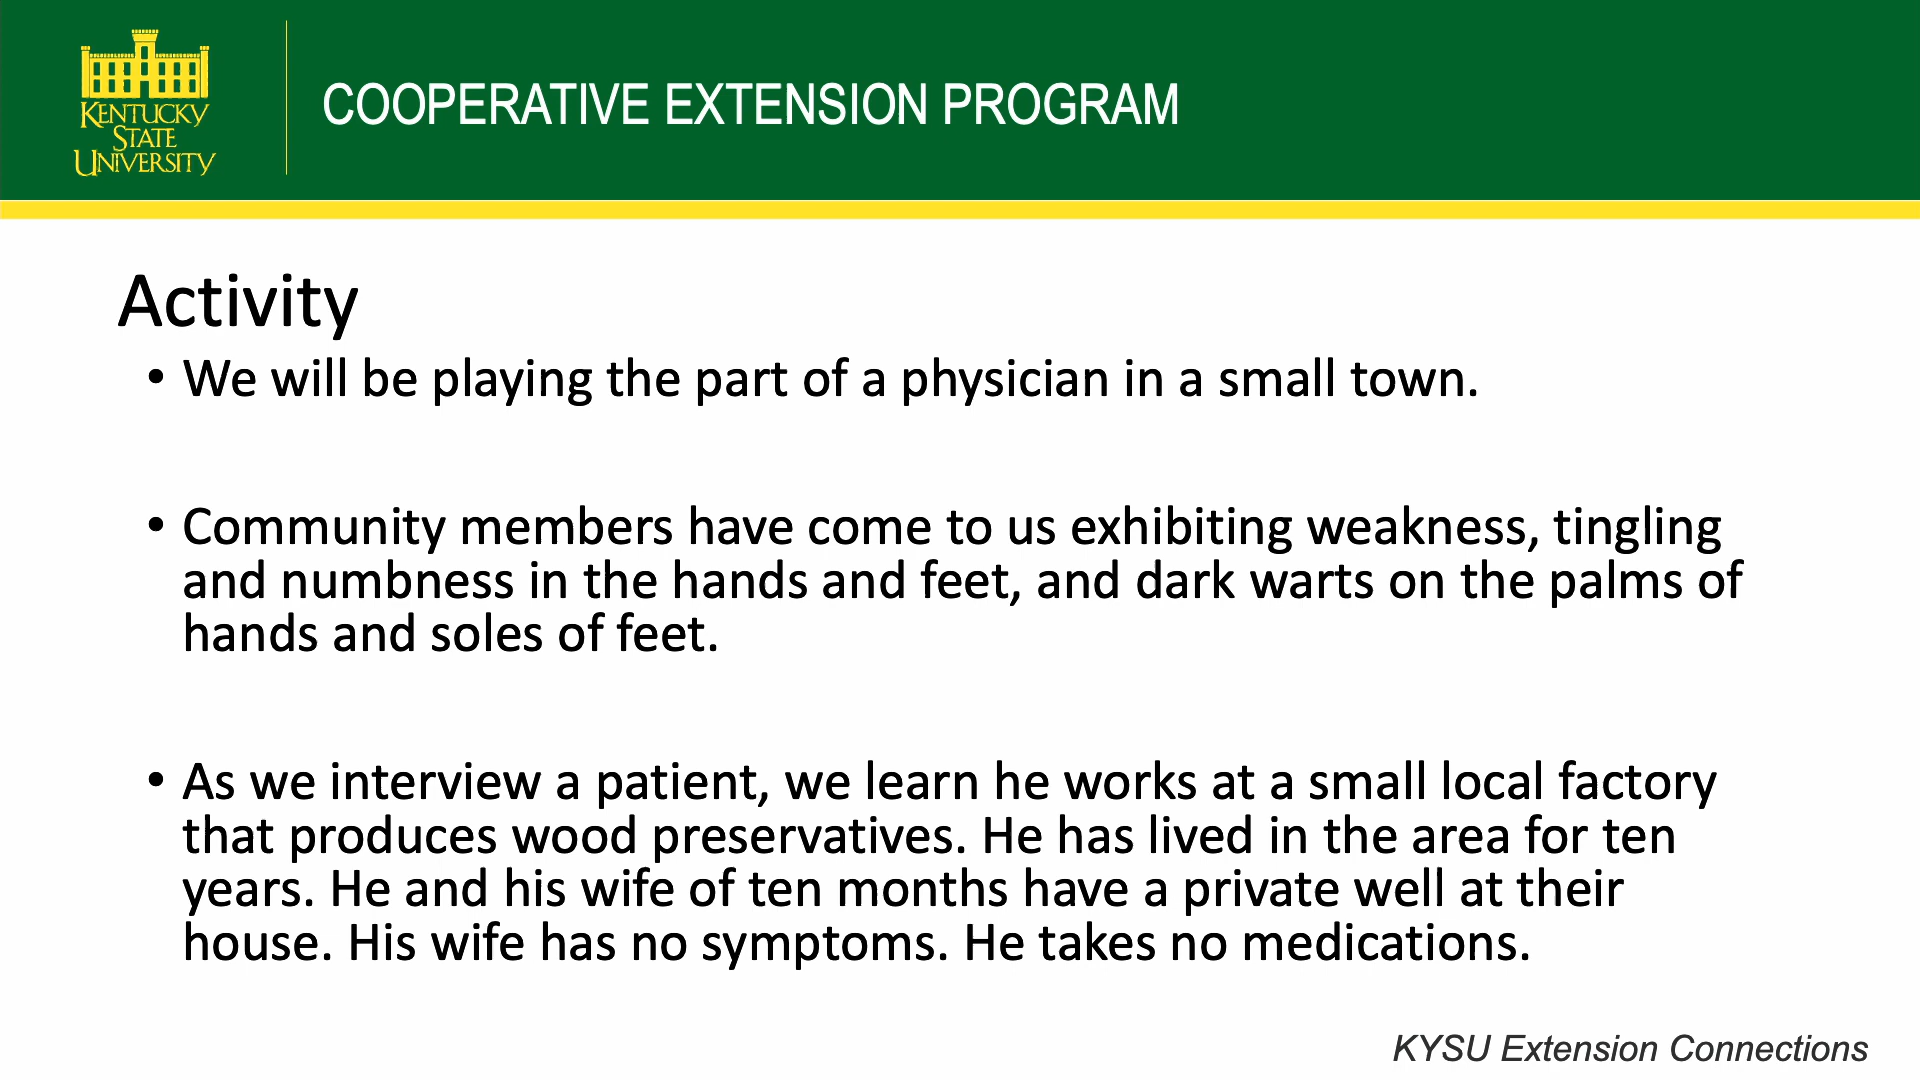 KENTUCKY
STATE
UNIVERSITY
COOPERATIVE EXTENSION PROGRAM
Activity
• We will be playing the part of a physician in a small town.
• Community members have come to us exhibiting weakness, tingling
and numbness in the hands and feet, and dark warts on the palms of
hands and soles of feet.
• As we interview a patient, we learn he works at a small local factory
that produces wood preservatives. He has lived in the area for ten
years. He and his wife of ten months have a private well at their
house. His wife has no symptoms. He takes no medications.
KYSU Extension Connections